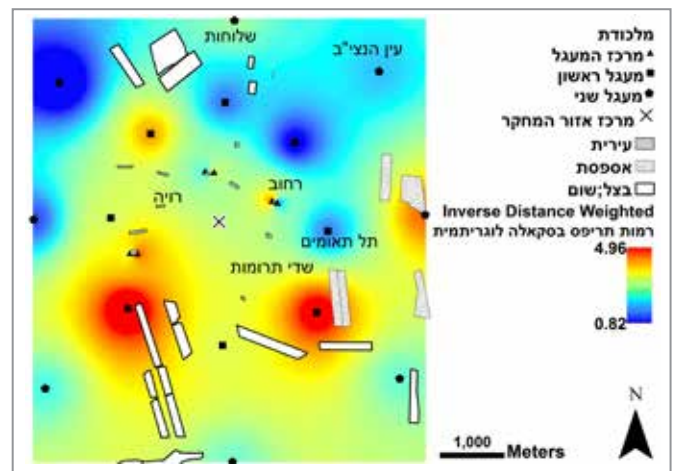 שלוחות
עין הנצי"ב
רחוב
רויה
תל תאומים
שדי תרומות
מלכודת
מרכז המעגל
מעגל ראשון
מעגל שני
מרכז אזור המחקר
עירית
אספסת
בצל;שום
Inverse Distance Weighted
רמות תריפס בסקאלה לוגריתמית
4.96
0.82
N
1,000 Meters